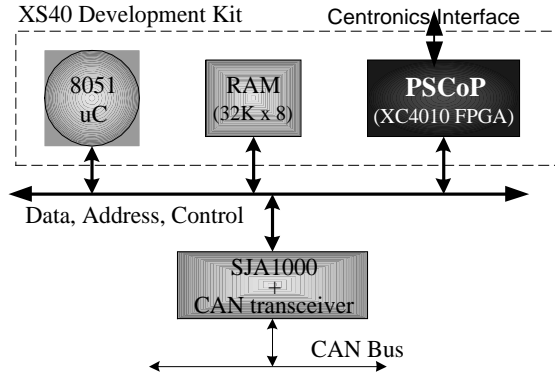 XS40 Development Kit
Centronics Interface
8051
uC
RAM
(32K x 8)
PSCoP
(XC4010 FPGA)
Data, Address, Control
SJA1000
+
CAN transceiver
CAN Bus